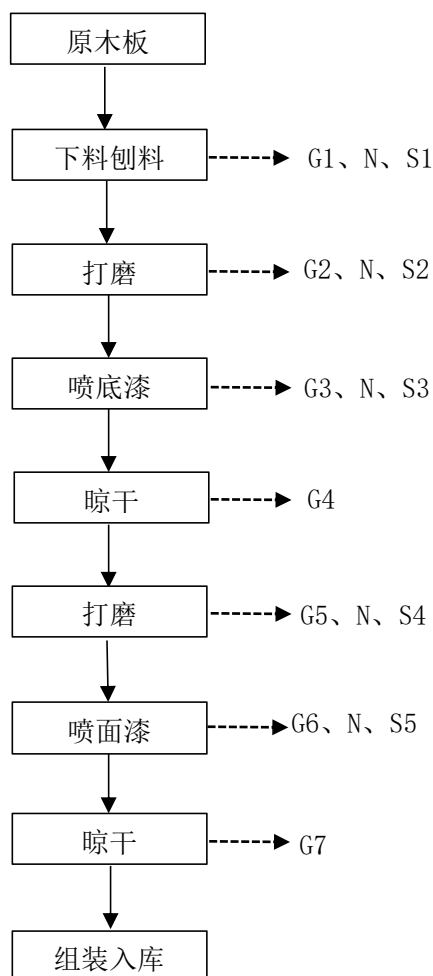 原木板
下料刨料
G1、N、S1
打磨
G2、N、S2
喷底漆
G3、N、S3
晾干
G4
打磨
G5、N、S4
喷面漆
G6、N、S5
晾干
G7
组装入库